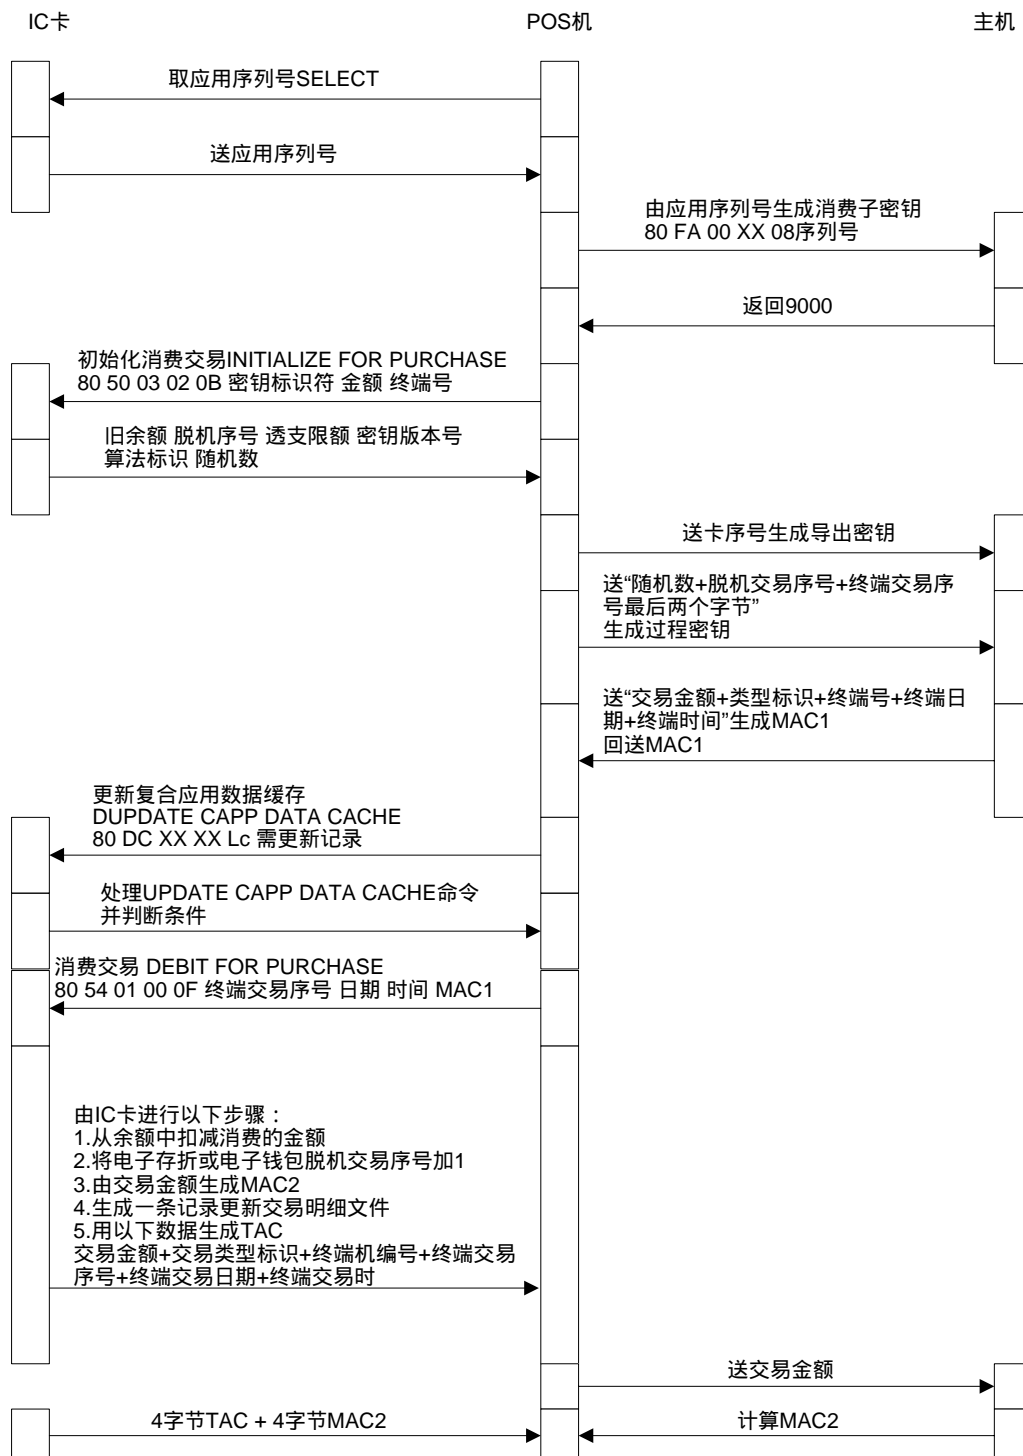 IC卡
POS机
主机
取应用序列号SELECT
送应用序列号
由应用序列号生成消费子密钥
80 FA 00 XX 08序列号
返回9000
初始化消费交易INITIALIZE FOR PURCHASE
80 50 03 02 0B 密钥标识符 金额 终端号
旧余额 脱机序号 透支限额 密钥版本号
算法标识 随机数
送卡序号生成导出密钥
送“随机数+脱机交易序号+终端交易序
号最后两个字节”
生成过程密钥
送“交易金额+类型标识+终端号+终端日
期+终端时间”生成MAC1
回送MAC1
更新复合应用数据缓存
DUPDATE CAPP DATA CACHE
80 DC XX XX Lc 需更新记录
处理UPDATE CAPP DATA CACHE命令
并判断条件
消费交易 DEBIT FOR PURCHASE
80 54 01 00 0F 终端交易序号 日期 时间 MAC1
由IC卡进行以下步骤：
1.从余额中扣减消费的金额
2.将电子存折或电子钱包脱机交易序号加1
3.由交易金额生成MAC2
4.生成一条记录更新交易明细文件
5.用以下数据生成TAC
交易金额+交易类型标识+终端机编号+终端交易
序号+终端交易日期+终端交易时
送交易金额
4字节TAC + 4字节MAC2
计算MAC2